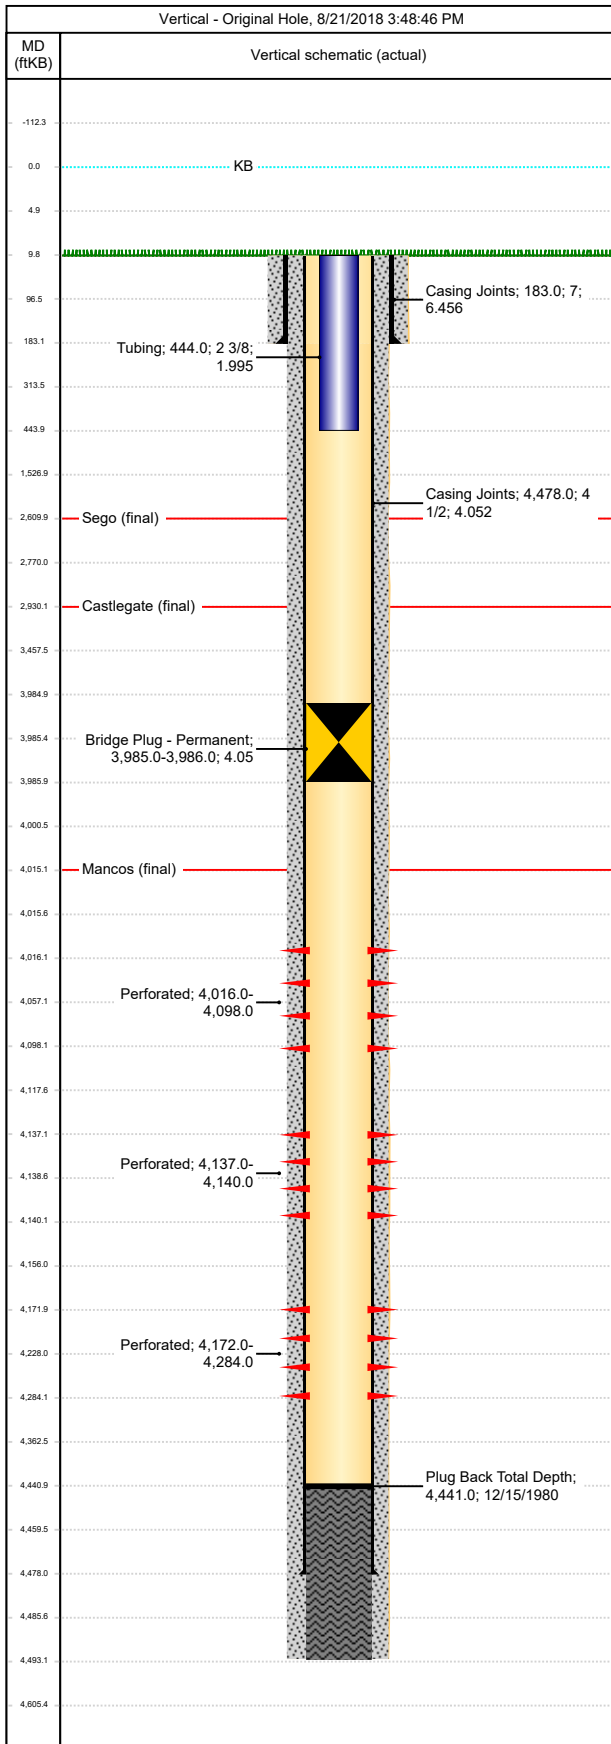 Vertical - Original Hole, 8/21/2018 3:48:46 PM
MD
(ftKB)
Vertical schematic (actual)
-112.3
0.0
KB
4.9
9.8
Casing Joints; 183.0; 7;
6.456
96.5
183.1
Tubing; 444.0; 2 3/8;
1.995
313.5
443.9
1,526.9
Casing Joints; 4,478.0; 4
1/2; 4.052
2,609.9
Sego (final)
2,770.0
2,930.1
Castlegate (final)
3,457.5
3,984.9
3,985.4
Bridge Plug - Permanent;
3,985.0-3,986.0; 4.05
3,985.9
4,000.5
4,015.1
Mancos (final)
4,015.6
4,016.1
Perforated; 4,016.0-
4,098.0
4,057.1
4,098.1
4,117.6
4,137.1
Perforated; 4,137.0-
4,140.0
4,138.6
4,140.1
4,156.0
4,171.9
Perforated; 4,172.0-
4,284.0
4,228.0
4,284.1
4,362.5
Plug Back Total Depth;
4,441.0; 12/15/1980
4,440.9
4,459.5
4,478.0
4,485.6
4,493.1
4,605.4